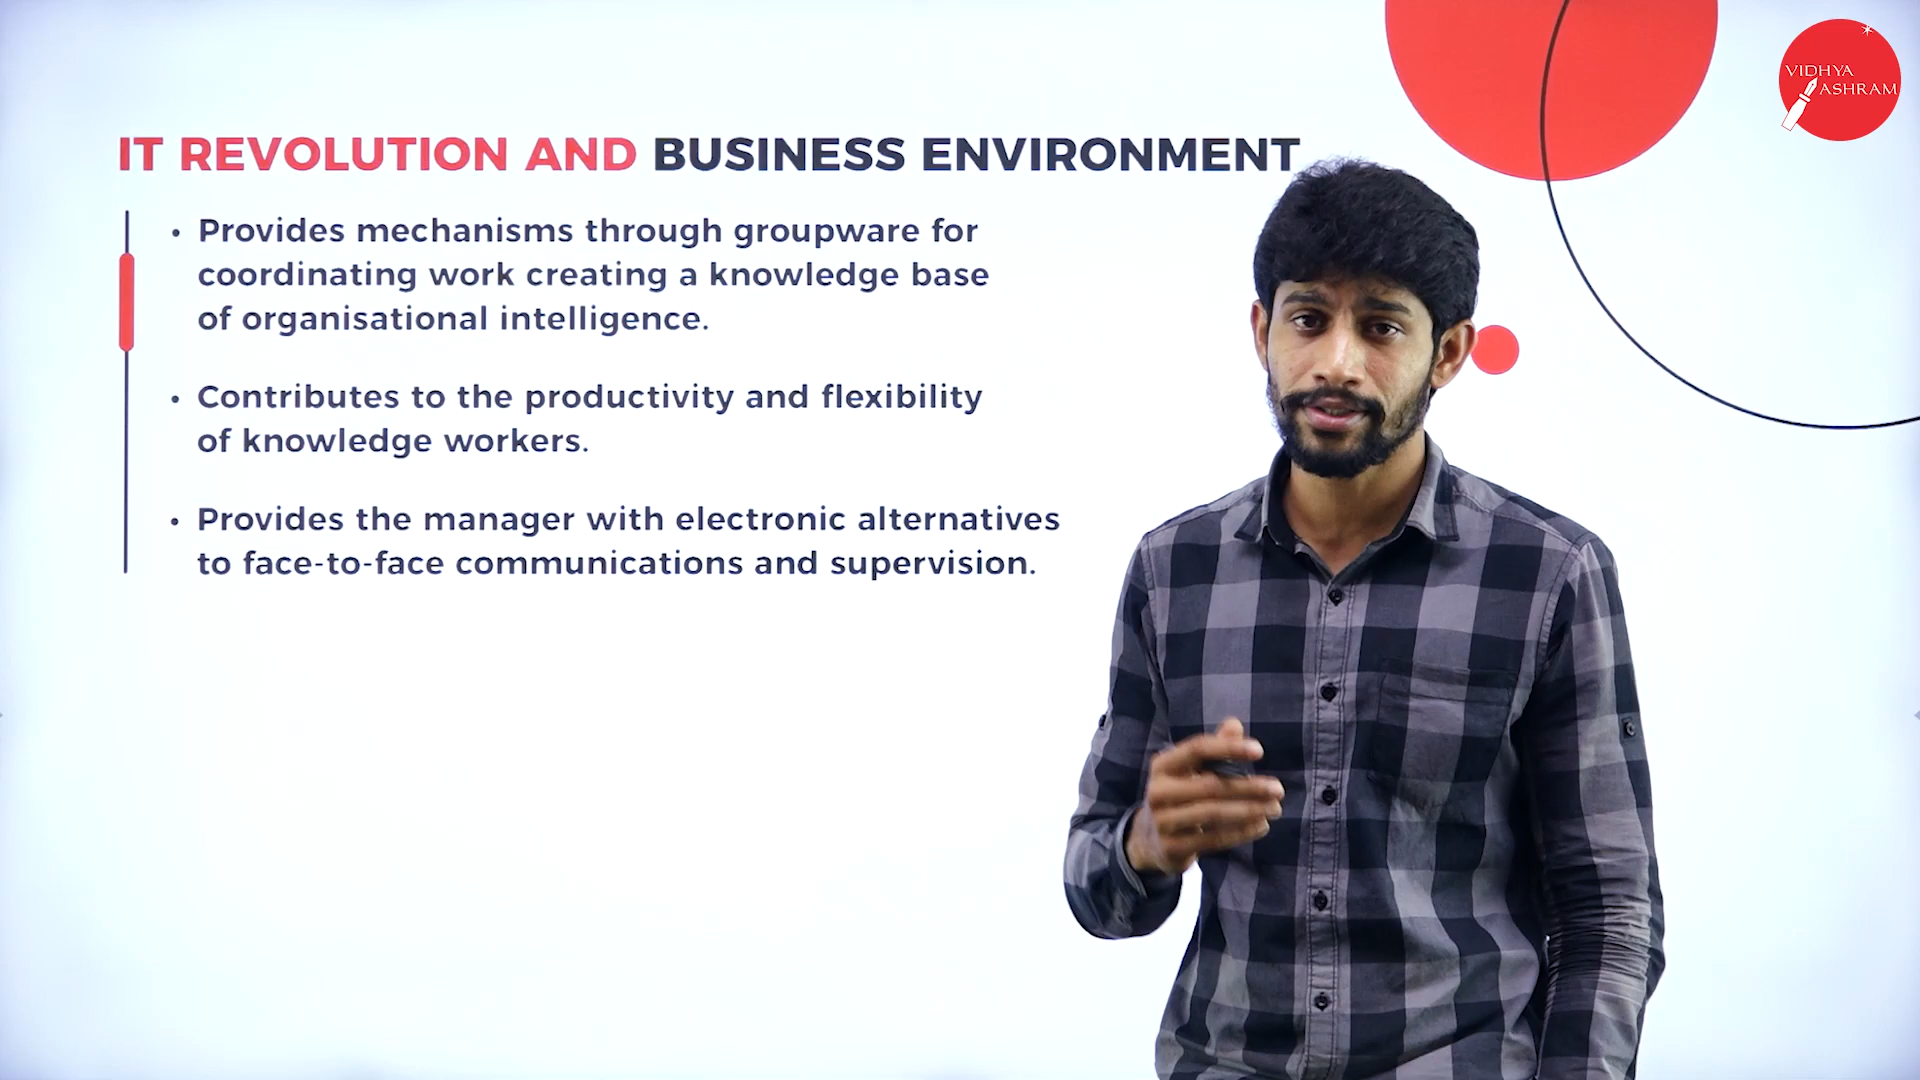 VIDHYA
ASHRAM
IT REVOLUTION AND BUSINESS ENVIRONMENT
• Provides mechanisms through groupware for
coordinating work creating a knowledge base
of organisational intelligence.
• Contributes to the productivity and flexibility
of knowledge workers.
• Provides the manager with electronic alternatives
to face-to-face communications and supervision.